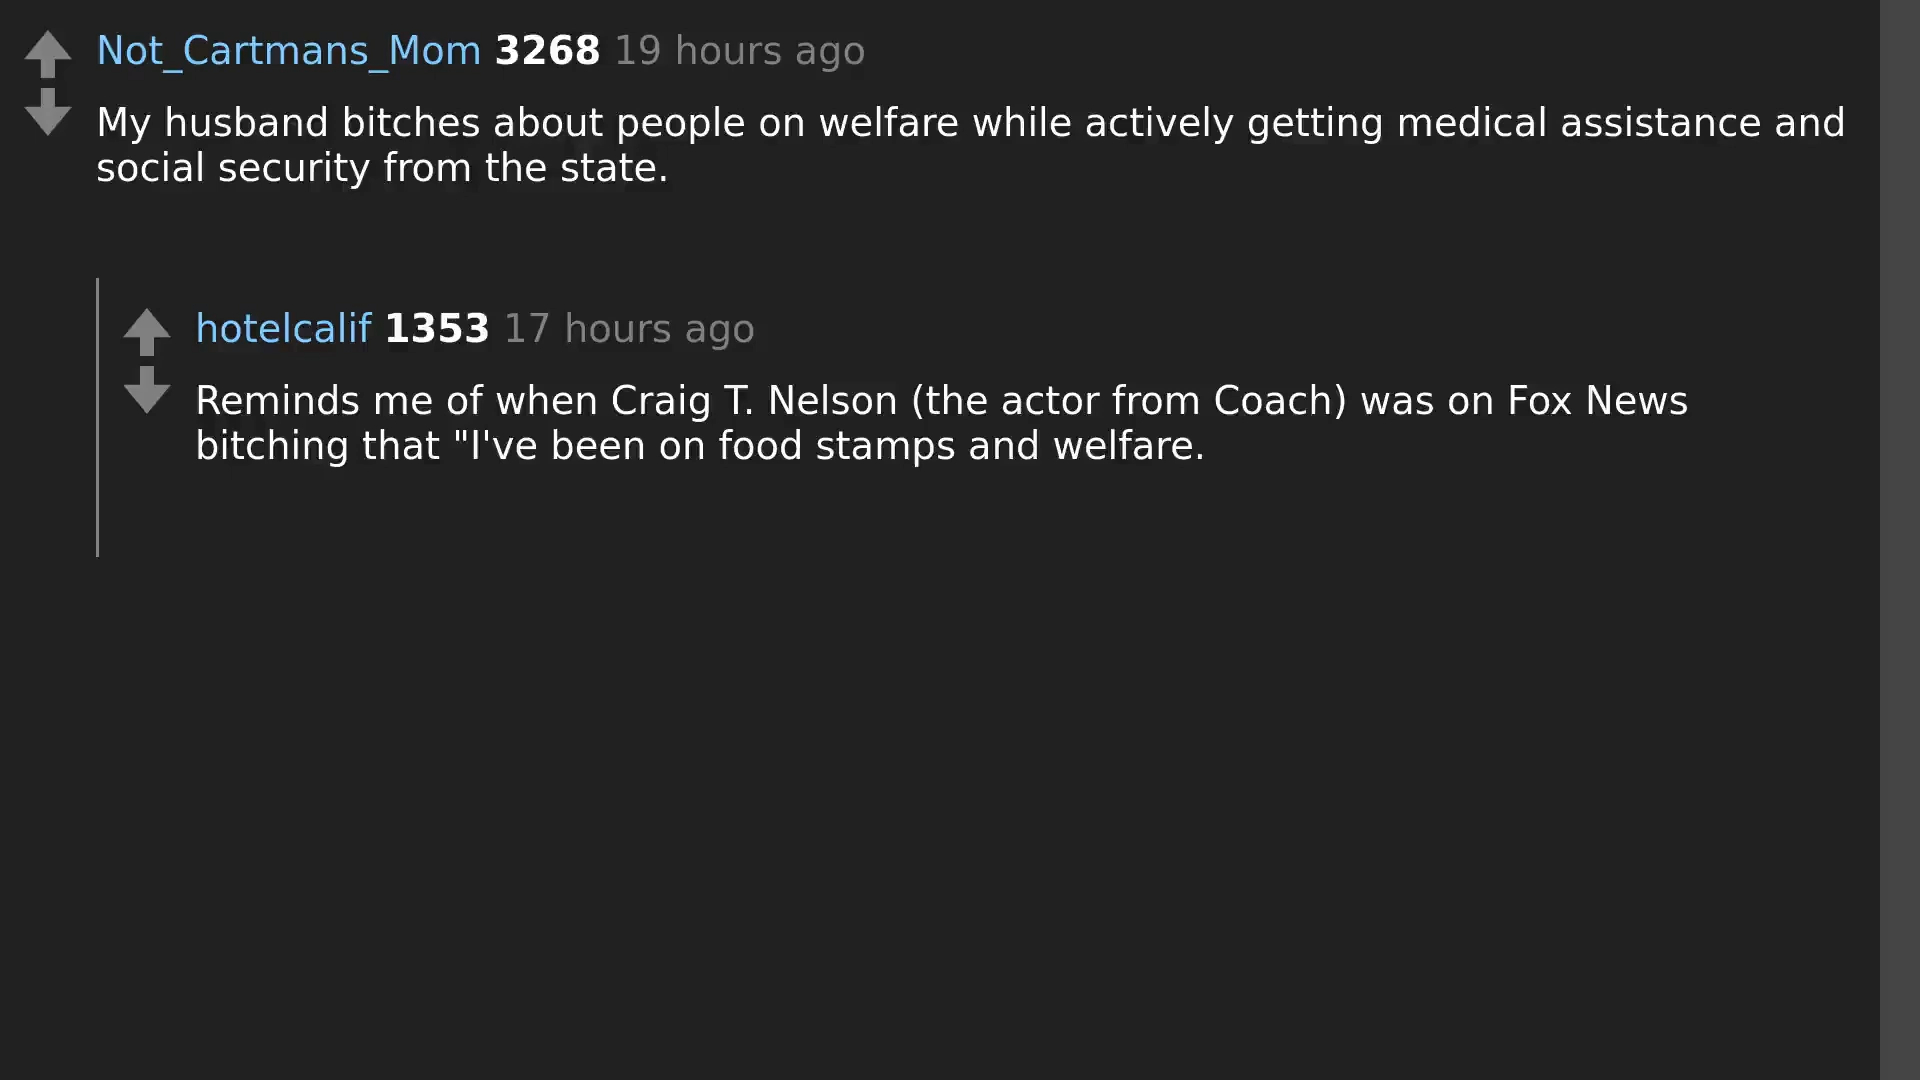 Not_Cartmans_Mom 3268 19 hours ago
My husband bitches about people on welfare while actively getting medical assistance and
social security from the state.
hotelcalif 1353 17 hours ago
Reminds me of when Craig T. Nelson (the actor from Coach) was on Fox News
bitching that "I've been on food stamps and welfare.